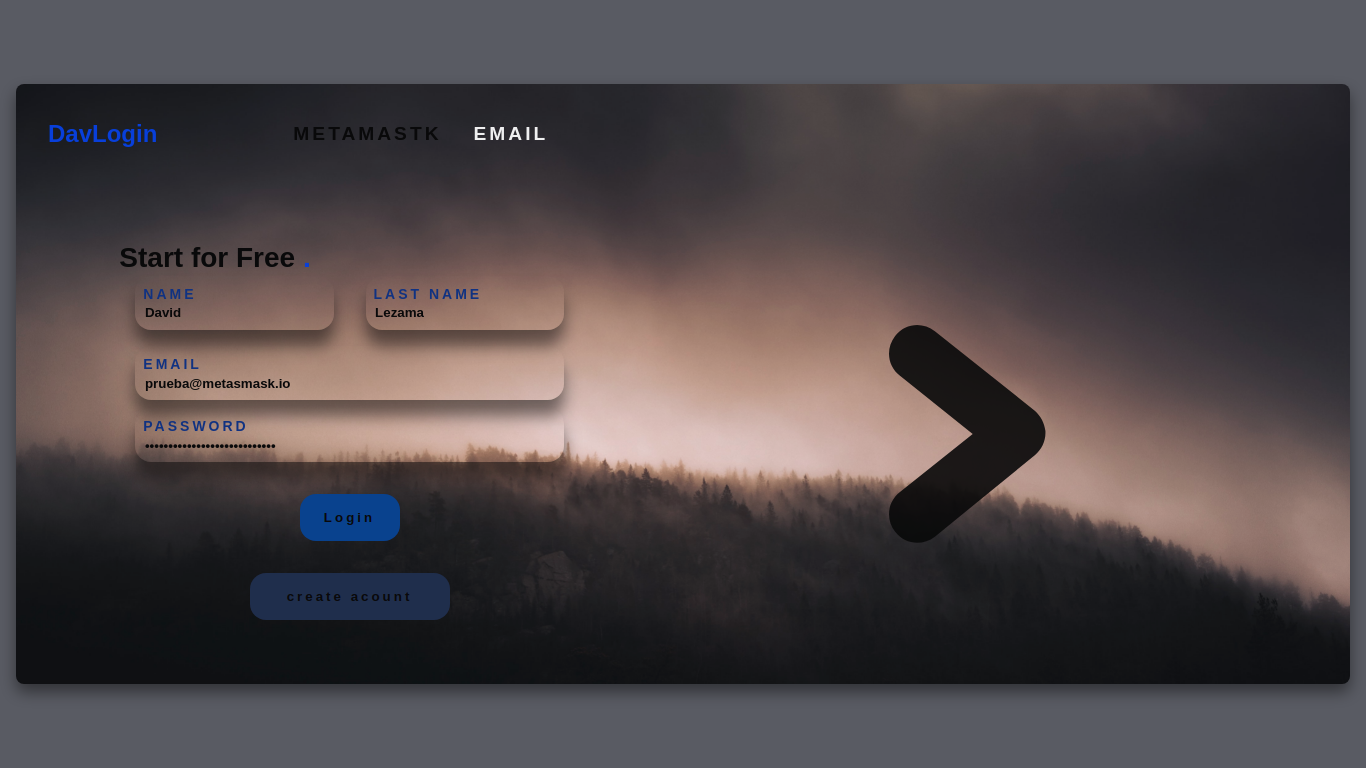 DavLogin METAMASTK EMAIL
Start for Free .
NAME LAST NAME
David Lezama
EMAIL
prueba@metasmask.io
PASSWORD
••••••••••••••••••••••••••••
Login
create acount